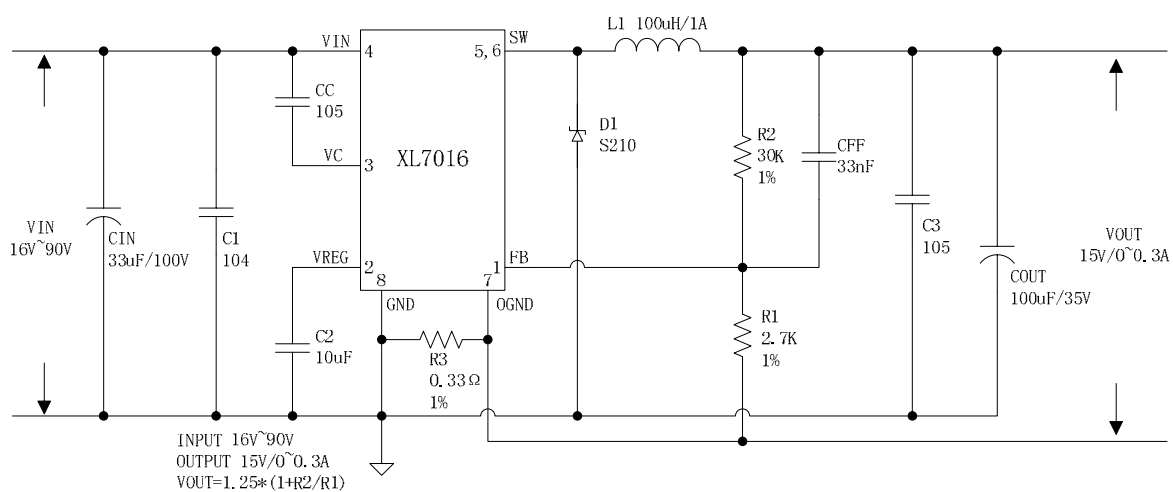 L1 100uH/1A
VIN
4
5,6
SW
CC
105
VC
3
XL7016
D1
S210
R2
30K
1%
CFF
33nF
VIN
16V~90V
CIN
33uF/100V
C1
104
VREG
2
1
FB
8
7
GND
OGND
C3
105
COUT
100uF/35V
VOUT
15V/0~0.3A
C2
10uF
R3
0.33Ω
1%
R1
2.7K
1%
INPUT 16V~90V
OUTPUT 15V/0~0.3A
VOUT=1.25*(1+R2/R1)